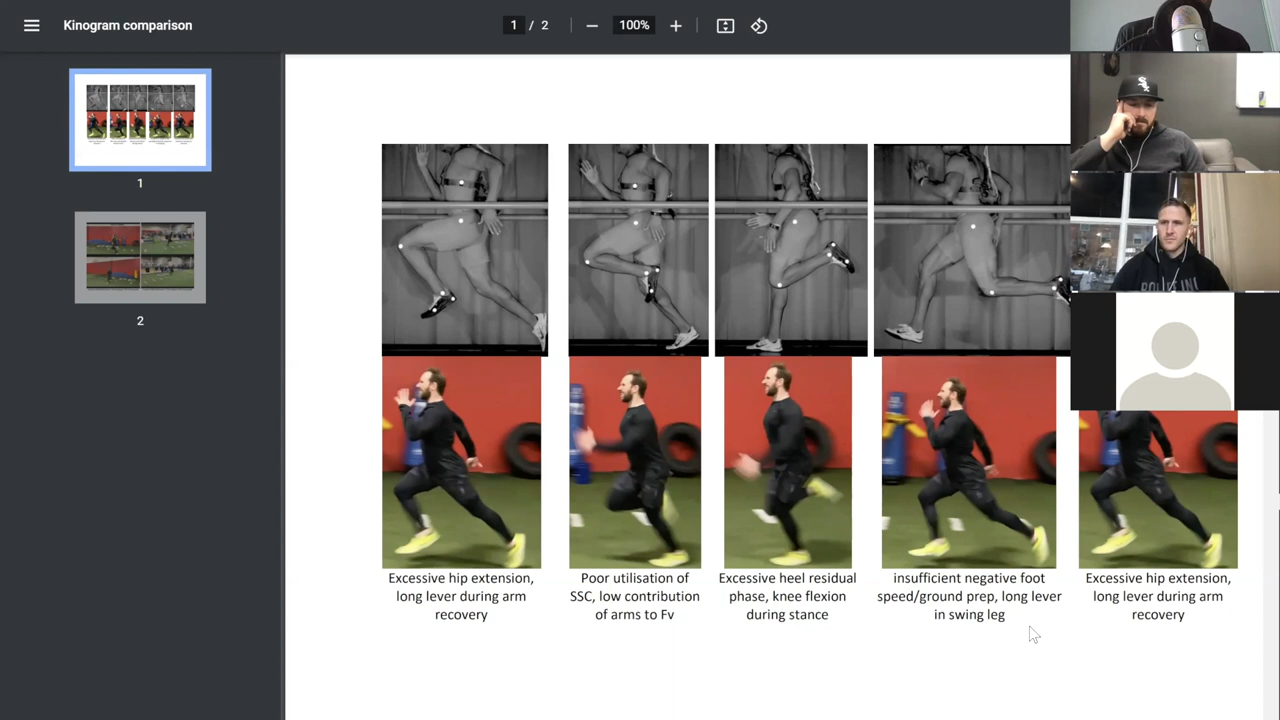 Kinogram comparison
1 / 2
100%
1
2
Excessive hip extension,
long lever during arm
recovery
Poor utilisation of
SSC, low contribution
of arms to Fv
Excessive heel residual
phase, knee flexion
during stance
insufficient negative foot
speed/ground prep, long lever
in swing leg
Excessive hip extension,
long lever during arm
recovery